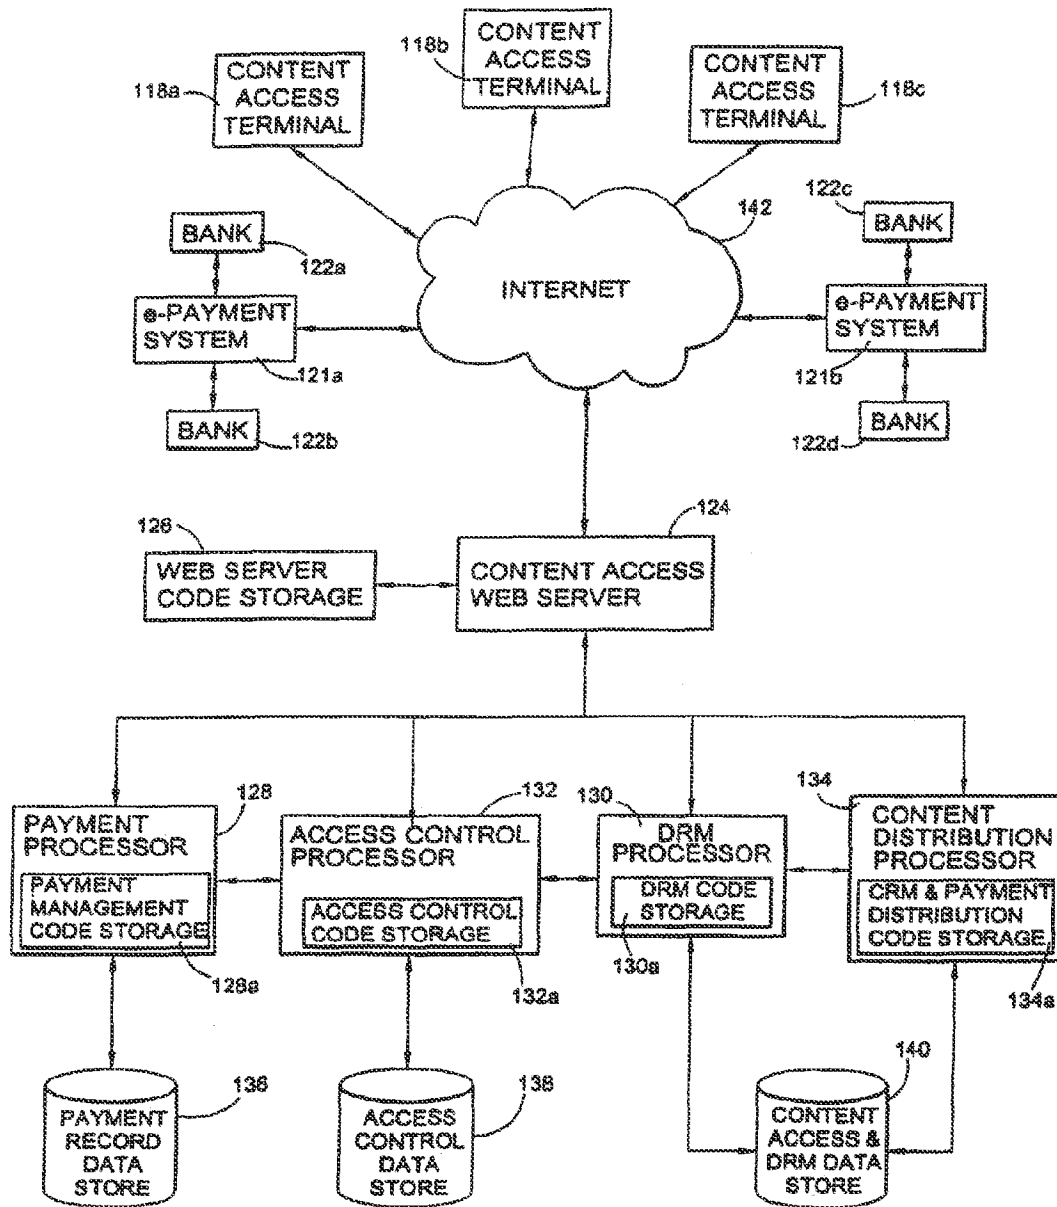 118a
CONTENT
ACCESS
TERMINAL
118b
CONTENT
ACCESS
TERMINAL
CONTENT
ACCESS
TERMINAL
118c
142
INTERNET
BANK
122a
e-PAYMENT
SYSTEM
121a
BANK
122b
122c
BANK
e-PAYMENT
SYSTEM
121b
BANK
122d
126
WEB SERVER
CODE STORAGE
124
CONTENT ACCESS
WEB SERVER
128
PAYMENT
PROCESSOR
PAYMENT
MANAGEMENT
CODE STORAGE
128a
132
ACCESS CONTROL
PROCESSOR
ACCESS CONTROL
CODE STORAGE
132a
130
DRM
PROCESSOR
DRM CODE
STORAGE
130a
134
CONTENT
DISTRIBUTION
PROCESSOR
CRM & PAYMENT
DISTRIBUTION
CODE STORAGE
134a
136
PAYMENT
RECORD
DATA
STORE
138
ACCESS
CONTROL
DATA
STORE
140
CONTENT
ACCESS &
DRM DATA
STORE